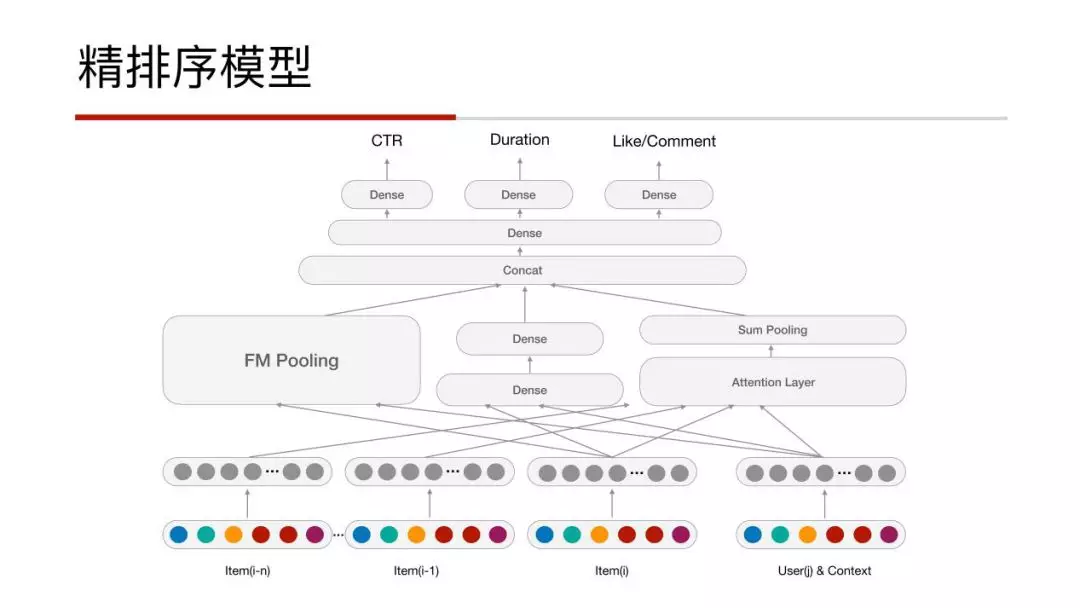 精排序模型
CTR
Duration
Like/Comment
Dense
Dense
Dense
Dense
Concat
FM Pooling
Dense
Sum Pooling
Dense
Attention Layer
...
...
...
...
...
Item(i-n)
Item(i-1)
Item(i)
User(j) & Context